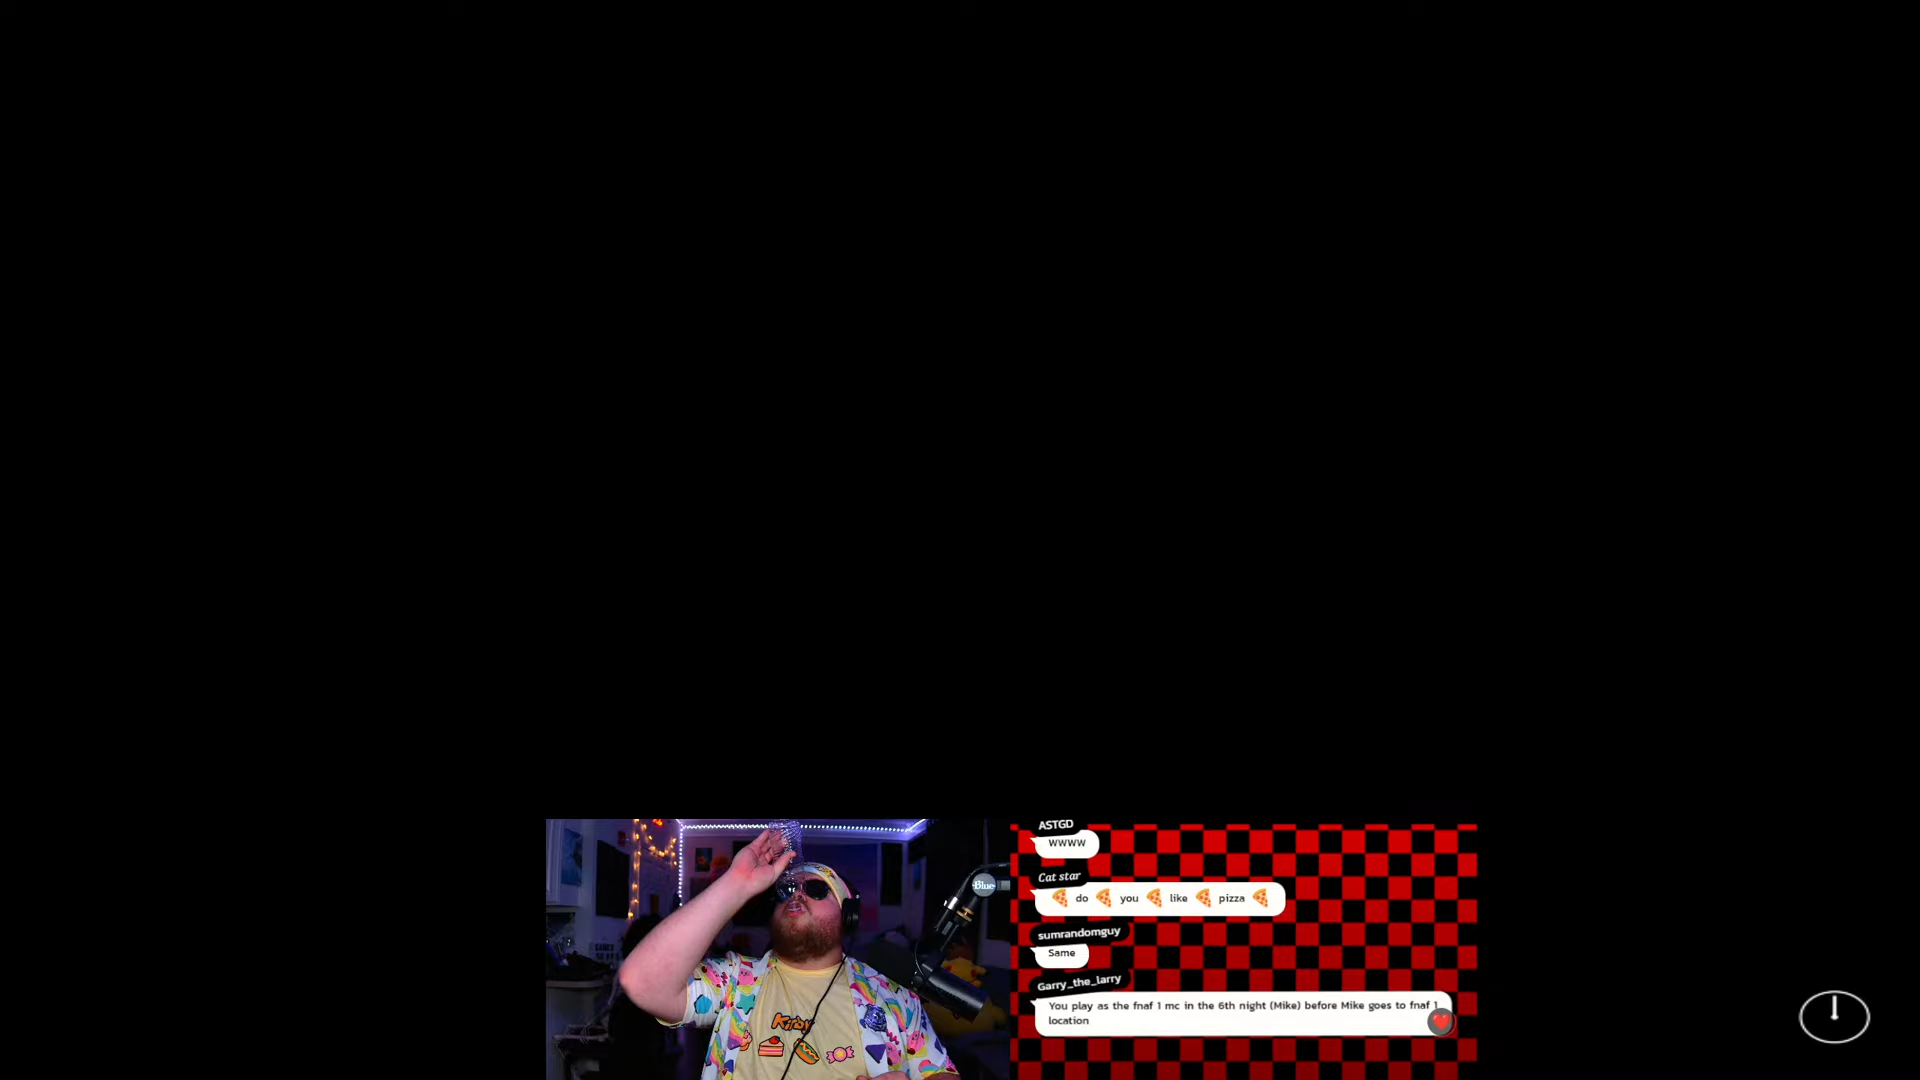 ASTGD
WWWW
Cat star
🍕 do 🍕 you 🍕 like 🍕 pizza 🍕
sumrandomguy
Same
Garry_the_larry
You play as the fnaf 1 mc in the 6th night (Mike) before Mike goes to fnaf 1
location
Blue
Kirby